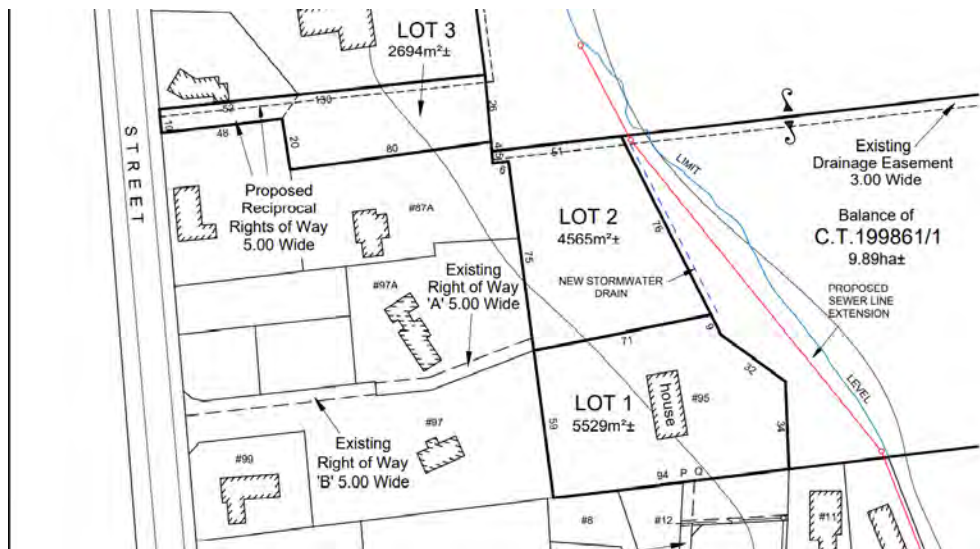 LOT 3
2694m²±
130
52
10
48
20
80
26
STREET
Proposed
Reciprocal
Rights of Way
5.00 Wide
#87A
6
51
LIMIT
Existing
Drainage Easement
3.00 Wide
LOT 2
4565m²±
79
Balance of
C.T.199861/1
9.89ha±
75
NEW STORMWATER
DRAIN
PROPOSED
SEWER LINE
EXTENSION
#97A
Existing
Right of Way
'A' 5.00 Wide
71
9
32
LEVEL
LOT 1
5529m²±
house
#95
59
34
#97
Existing
Right of Way
'B' 5.00 Wide
#99
94
P Q
#8
#12
S
#11